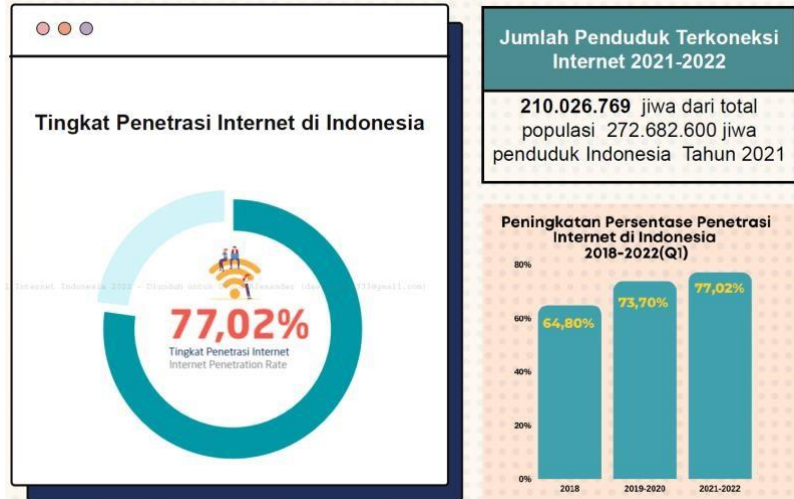 Tingkat Penetrasi Internet di Indonesia
77,02%
Tingkat Penetrasi Internet
Internet Penetration Rate
Jumlah Penduduk Terkoneksi
Internet 2021-2022
210.026.769 jiwa dari total
populasi 272.682.600 jiwa
penduduk Indonesia Tahun 2021
Peningkatan Persentase Penetrasi
Internet di Indonesia
2018-2022(Q1)
80%
60%
40%
20%
0%
64,80%
73,70%
77,02%
2018
2019-2020
2021-2022